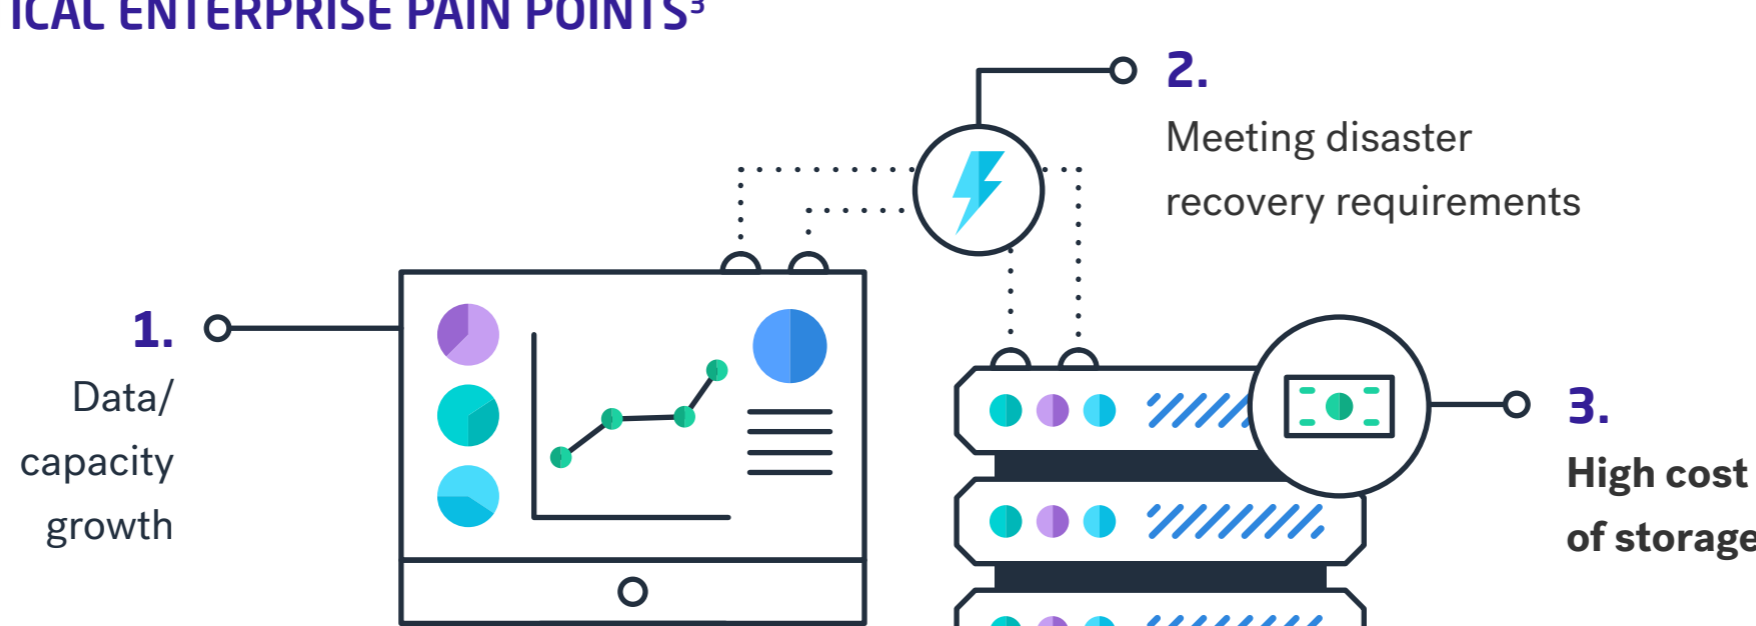 ICAL ENTERPRISE PAIN POINTS³
2.
Meeting disaster
recovery requirements
1.
Data/
capacity
growth
3.
High cost
of storage